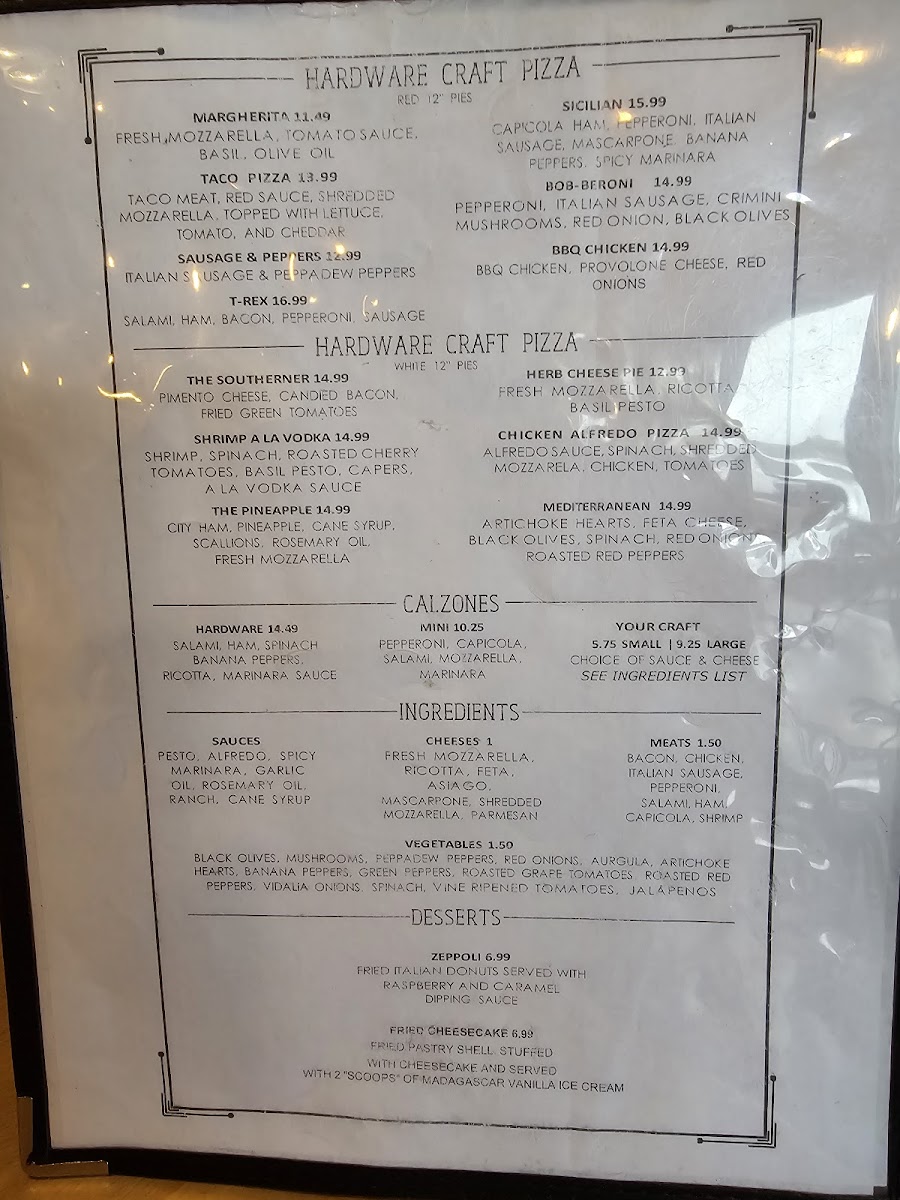 HARDWARE CRAFT PIZZA
RED 12" PIES
MARGHERITA 11.49
FRESH MOZZARELLA, TOMATO SAUCE,
BASIL, OLIVE OIL
TACO PIZZA 13.99
TACO MEAT, RED SAUCE, SHREDDED
MOZZARELLA, TOPPED WITH LETTUCE,
TOMATO, AND CHEDDAR
SAUSAGE & PEPPERS 12.99
ITALIAN SAUSAGE & PEPPADEW PEPPERS
T-REX 16.99
SALAMI, HAM, BACON, PEPPERONI, SAUSAGE
SICILIAN 15.99
CAPICOLA HAM, PEPPERONI, ITALIAN
SAUSAGE, MASCARPONE, BANANA
PEPPERS, SPICY MARINARA
BOB-BERONI 14.99
PEPPERONI, ITALIAN SAUSAGE, CRIMINI
MUSHROOMS, RED ONION, BLACK OLIVES
BBQ CHICKEN 14.99
BBQ CHICKEN, PROVOLONE CHEESE, RED
ONIONS
HARDWARE CRAFT PIZZA
WHITE 12" PIES
THE SOUTHERNER 14.99
PIMENTO CHEESE, CANDIED BACON,
FRIED GREEN TOMATOES
SHRIMP A LA VODKA 14.99
SHRIMP, SPINACH, ROASTED CHERRY
TOMATOES, BASIL PESTO, CAPERS,
A LA VODKA SAUCE
THE PINEAPPLE 14.99
CITY HAM, PINEAPPLE, CANE SYRUP,
SCALLIONS, ROSEMARY OIL,
FRESH MOZZARELLA
HERB CHEESE PIE 12.99
FRESH MOZZARELLA, RICOTTA
BASIL PESTO
CHICKEN ALFREDO PIZZA 14.99
ALFREDO SAUCE, SPINACH, SHREDDED
MOZZARELA, CHICKEN, TOMATOES
MEDITERRANEAN 14.99
ARTICHOKE HEARTS, FETA CHEESE,
BLACK OLIVES, SPINACH, RED ONION
ROASTED RED PEPPERS
CALZONES
HARDWARE 14.49
SALAMI, HAM, SPINACH
BANANA PEPPERS,
RICOTTA, MARINARA SAUCE
MINI 10.25
PEPPERONI, CAPICOLA,
SALAMI, MOZZARELLA,
MARINARA
YOUR CRAFT
5.75 SMALL | 9.25 LARGE
CHOICE OF SAUCE & CHEESE
SEE INGREDIENTS LIST
INGREDIENTS
SAUCES
PESTO, ALFREDO, SPICY
MARINARA, GARLIC
OIL, ROSEMARY OIL,
RANCH, CANE SYRUP
CHEESES 1
FRESH MOZZARELLA,
RICOTTA, FETA,
ASIAGO,
MASCARPONE, SHREDDED
MOZZARELLA, PARMESAN
MEATS 1.50
BACON, CHICKEN,
ITALIAN SAUSAGE,
PEPPERONI,
SALAMI, HAM,
CAPICOLA, SHRIMP
VEGETABLES 1.50
BLACK OLIVES, MUSHROOMS, PEPPADEW PEPPERS, RED ONIONS, AURGULA, ARTICHOKE
HEARTS, BANANA PEPPERS, GREEN PEPPERS, ROASTED GRAPE TOMATOES ROASTED RED
PEPPERS, VIDALIA ONIONS, SPINACH, VINE RIPENED TOMATOES, JALAPENOS
DESSERTS
ZEPPOLI 6.99
FRIED ITALIAN DONUTS SERVED WITH
RASPBERRY AND CARAMEL
DIPPING SAUCE
FRIED CHEESECAKE 6.99
FRIED PASTRY SHELL STUFFED
WITH CHEESECAKE AND SERVED
WITH 2 "SCOOPS" OF MADAGASCAR VANILLA ICE CREAM